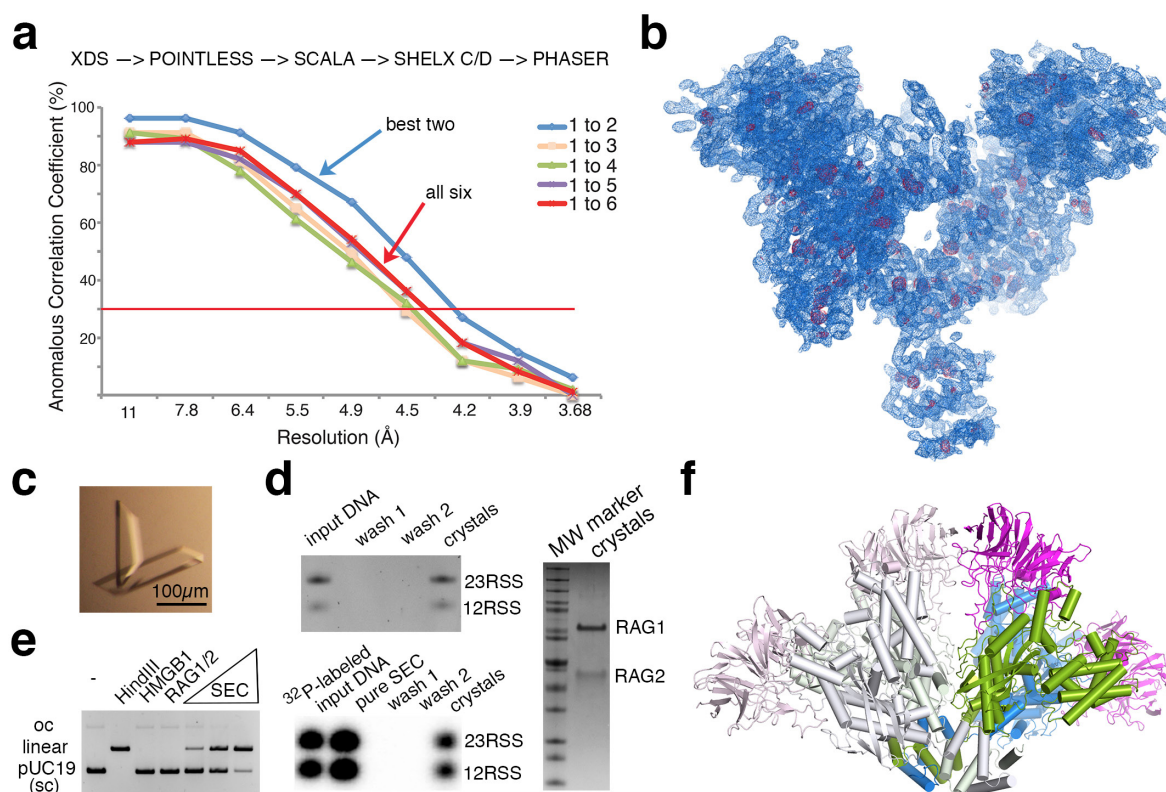 a
XDS —> POINTLESS —> SCALA —> SHELX C/D —> PHASER
Anomalous Correlation Coefficient (%)
100
80
60
40
20
best two
all six
1 to 2
1 to 3
1 to 4
1 to 5
1 to 6
11 7.8 6.4 5.5 4.9 4.5 4.2 3.9 3.68
Resolution (Å)
b
c
100µm
d
input DNA
wash 1
wash 2
crystals
23RSS
12RSS
³²P-labeled
input DNA
pure SEC
wash 1
wash 2
crystals
23RSS
12RSS
MW marker
crystals
RAG1
RAG2
e
-
HindIII
HMGB1
RAG1/2
SEC
oc
linear
pUC19
(sc)
f